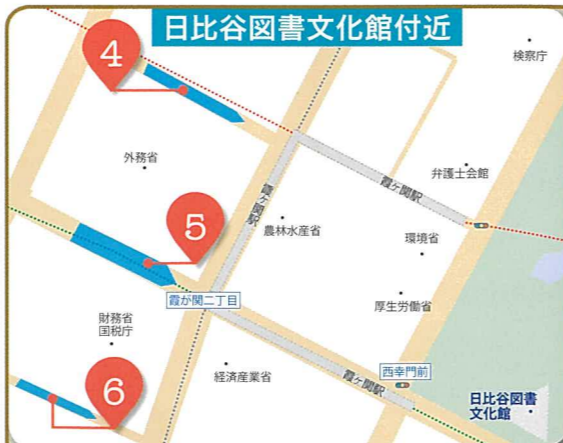 日比谷図書文化館付近
4
検察庁
外務省
弁護士会館
霞ヶ関駅
霞ヶ関駅
5
農林水産省
環境省
霞が関二丁目
厚生労働省
財務省
国税庁
経済産業省
西幸門前
霞ヶ関駅
6
日比谷図書
文化館